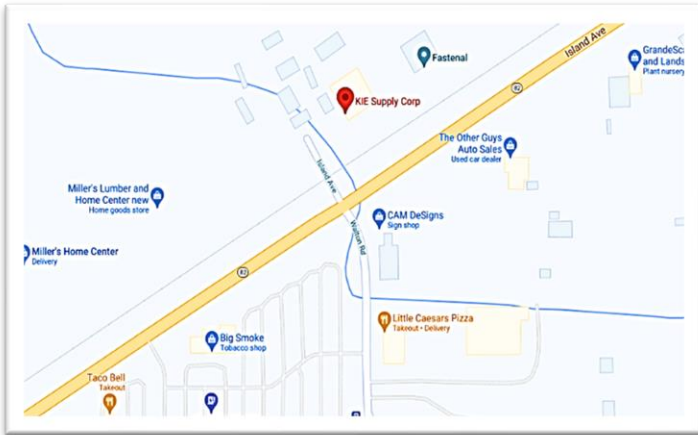 Island Ave
Fastenal
GrandeSc
and Lands
Plant nursery
82
KIE Supply Corp
The Other Guys
Auto Sales
Used car dealer
Island Ave
Miller's Lumber and
Home Center new
Home goods store
CAM DeSigns
Sign shop
Walton Rd
Miller's Home Center
Delivery
82
Little Caesars Pizza
Takeout • Delivery
Big Smoke
Tobacco shop
Taco Bell
Takeout